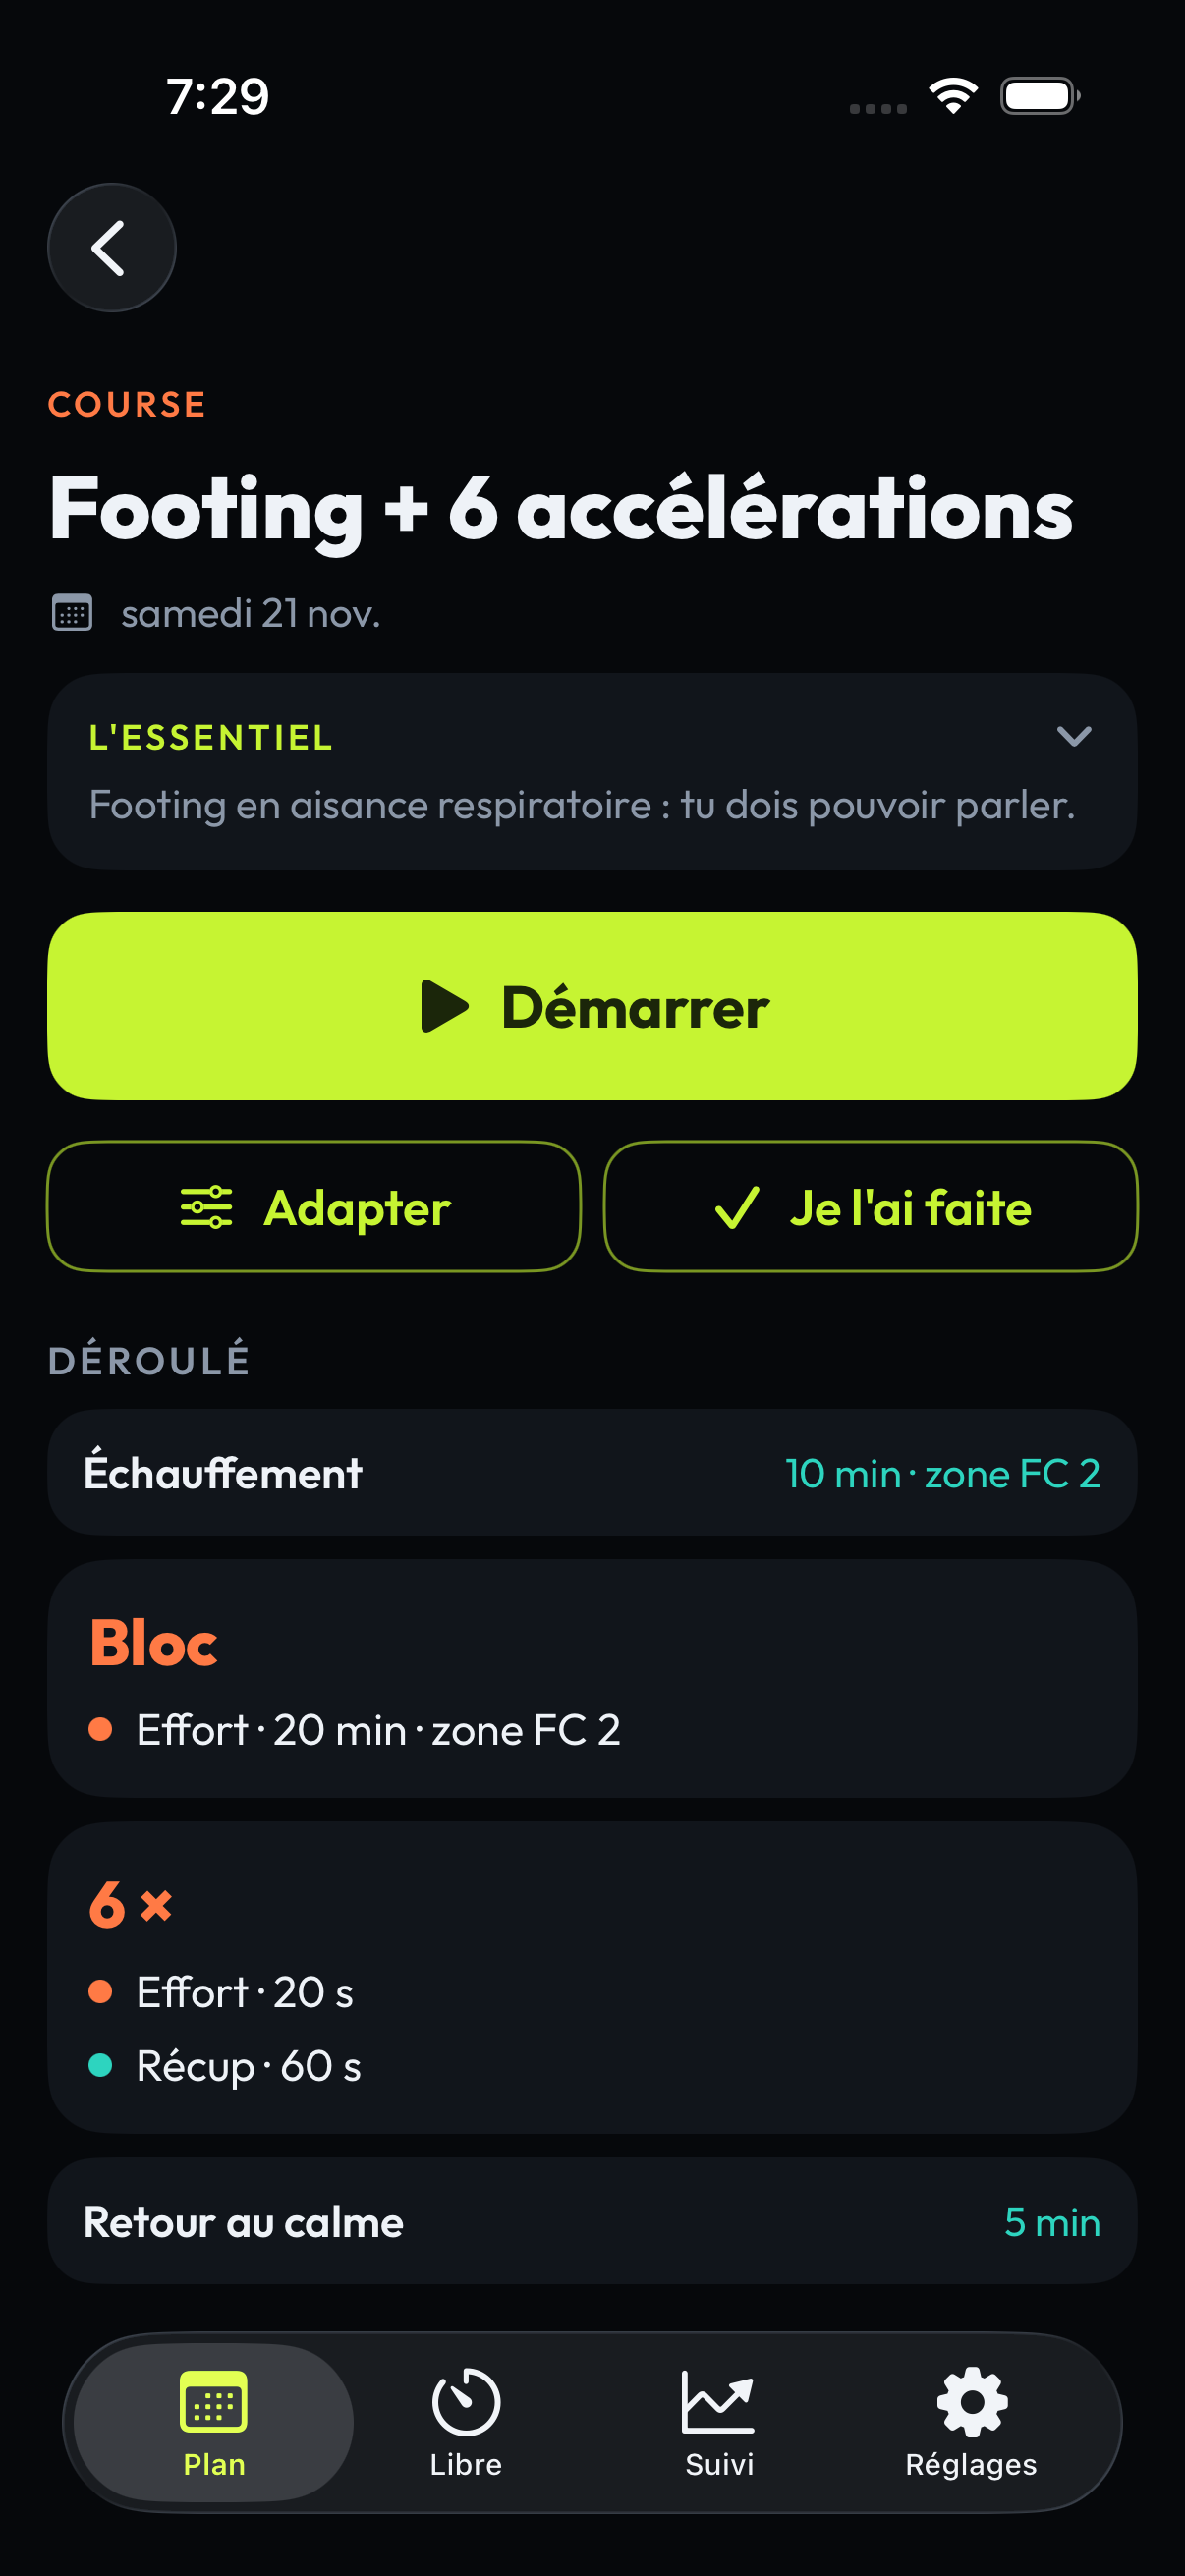 7:29
COURSE
Footing + 6 accélérations
samedi 21 nov.
L'ESSENTIEL
Footing en aisance respiratoire : tu dois pouvoir parler.
Démarrer
Adapter
Je l'ai faite
DÉROULÉ
Échauffement
10 min · zone FC 2
Bloc
Effort · 20 min · zone FC 2
6 ×
Effort · 20 s
Récup · 60 s
Retour au calme
5 min
Plan
Libre
Suivi
Réglages